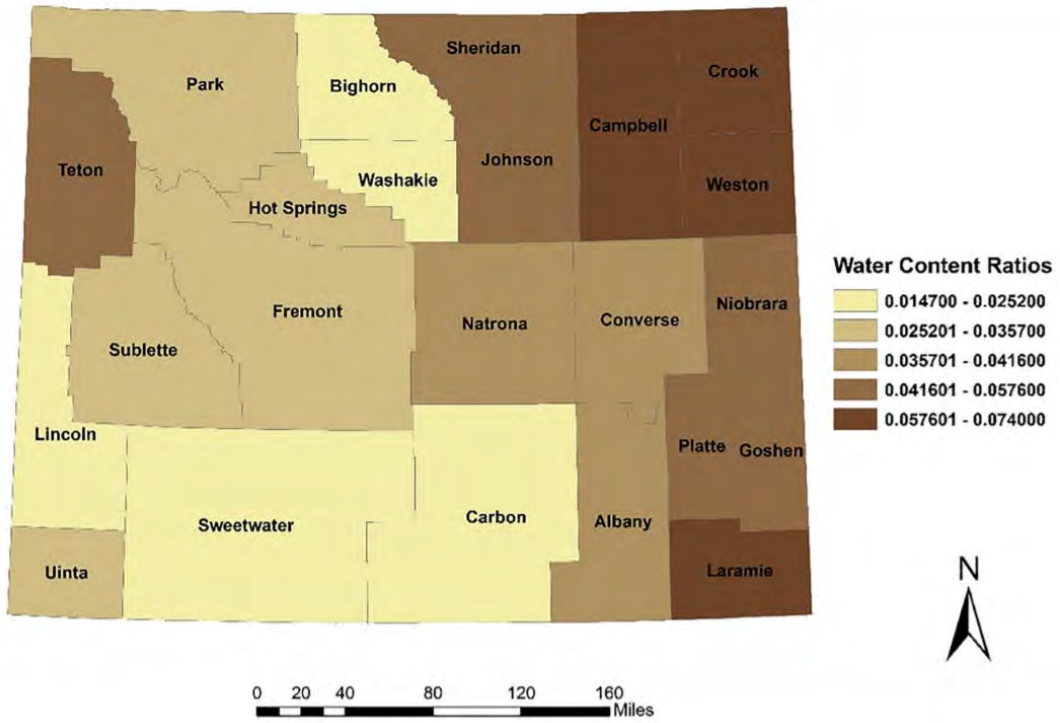 Sheridan
Crook
Park
Bighorn
Campbell
Johnson
Teton
Washakie
Weston
Hot Springs
Water Content Ratios
0.014700 - 0.025200
0.025201 - 0.035700
0.035701 - 0.041600
0.041601 - 0.057600
0.057601 - 0.074000
Niobrara
Fremont
Natrona
Converse
Sublette
Lincoln
Platte
Goshen
Sweetwater
Carbon
Albany
Uinta
Laramie
N
0 20 40 80 120 160
Miles